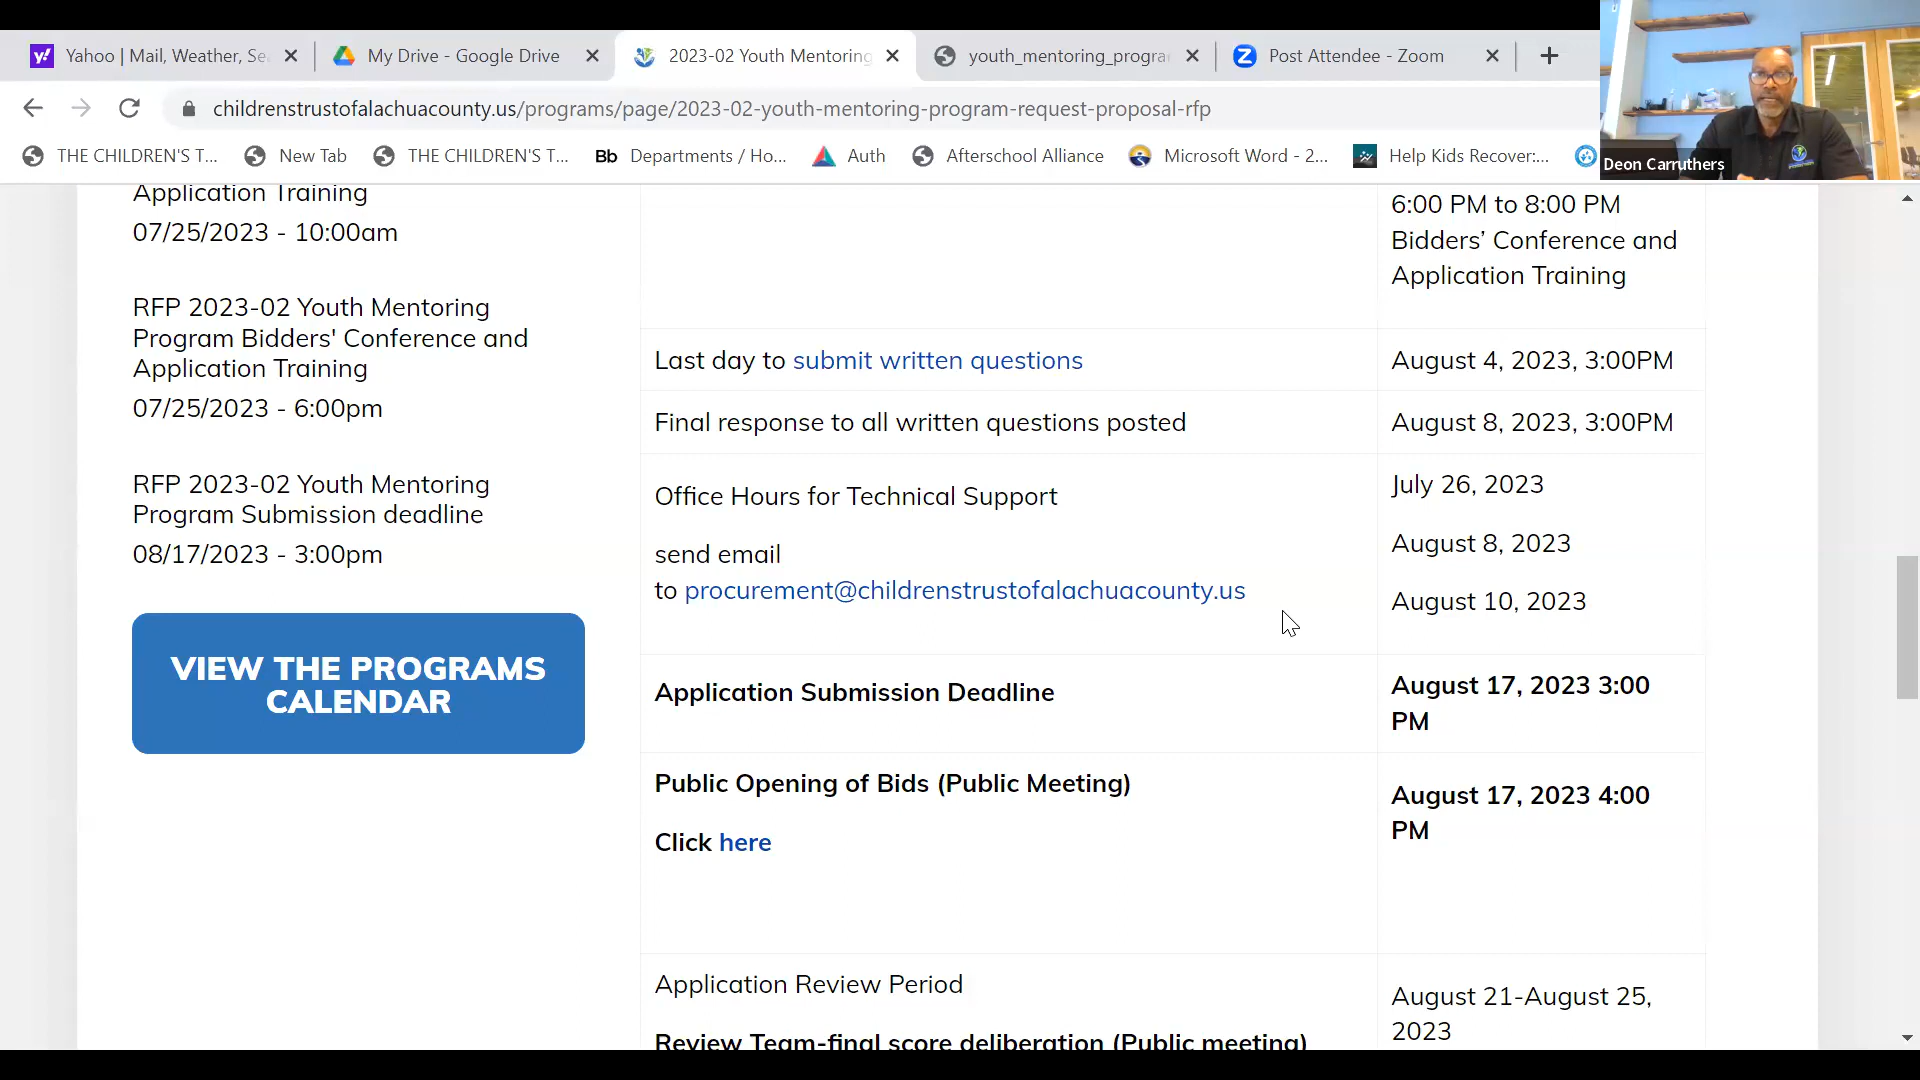 Yahoo | Mail, Weather, Se
My Drive - Google Drive
2023-02 Youth Mentoring
youth_mentoring_progra
Post Attendee - Zoom
childrenstrustofalachuacounty.us/programs/page/2023-02-youth-mentoring-program-request-proposal-rfp
THE CHILDREN'S T...
New Tab
THE CHILDREN'S T...
Bb Departments / Ho...
Auth
Afterschool Alliance
Microsoft Word - 2...
Help Kids Recover:...
Deon Carruthers
Application Training
07/25/2023 - 10:00am
RFP 2023-02 Youth Mentoring
Program Bidders' Conference and
Application Training
07/25/2023 - 6:00pm
RFP 2023-02 Youth Mentoring
Program Submission deadline
08/17/2023 - 3:00pm
VIEW THE PROGRAMS
CALENDAR
6:00 PM to 8:00 PM
Bidders’ Conference and
Application Training
Last day to submit written questions
August 4, 2023, 3:00PM
Final response to all written questions posted
August 8, 2023, 3:00PM
Office Hours for Technical Support
send email
to procurement@childrenstrustofalachuacounty.us
July 26, 2023
August 8, 2023
August 10, 2023
Application Submission Deadline
August 17, 2023 3:00
PM
Public Opening of Bids (Public Meeting)
Click here
August 17, 2023 4:00
PM
Application Review Period
Review Team-final score deliberation (Public meeting)
August 21-August 25,
2023